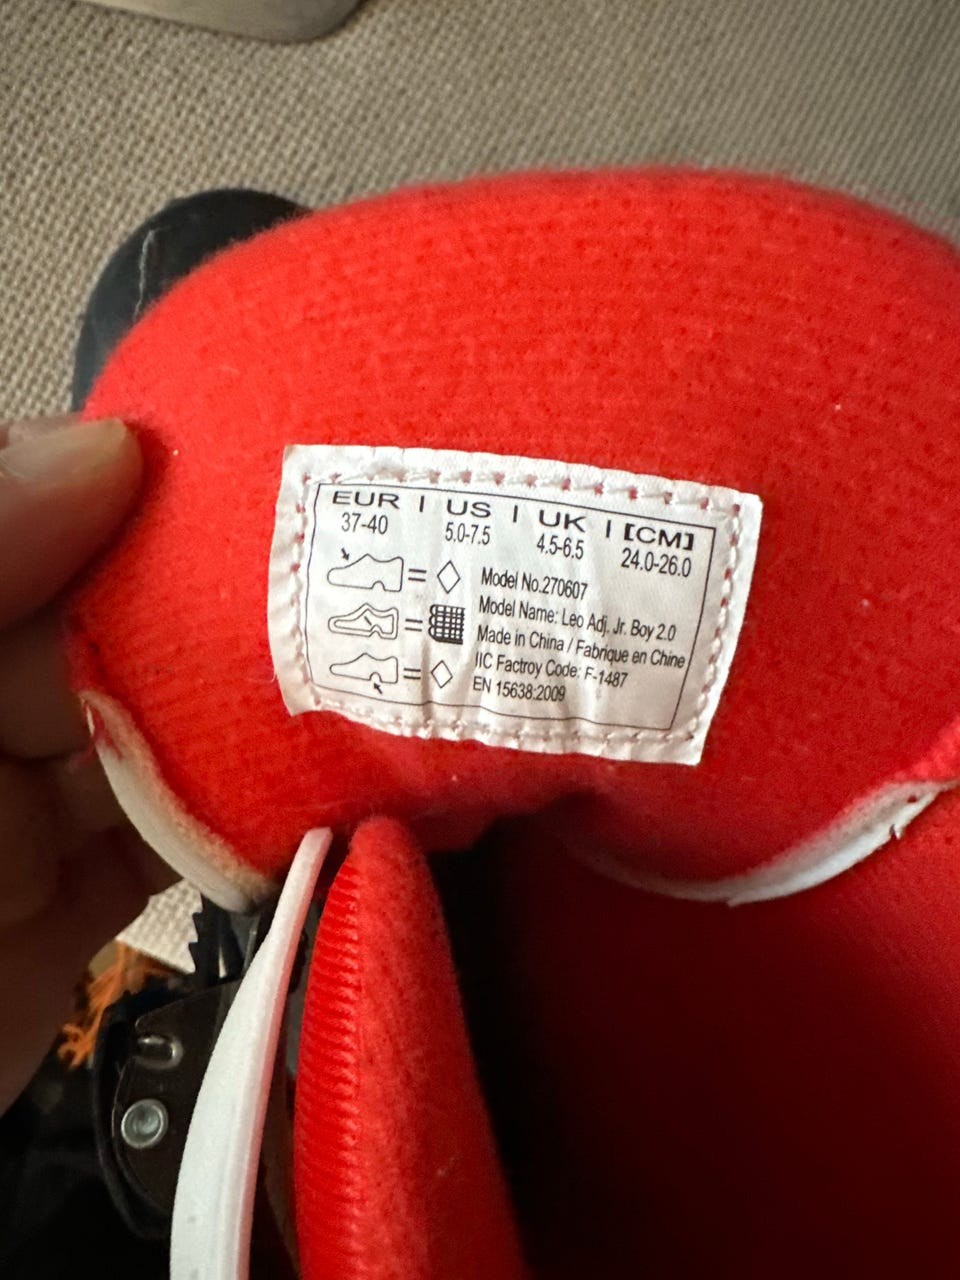 EUR | US | UK | [CM]
37-40 5.0-7.5 4.5-6.5 24.0-26.0
Model No.270607
Model Name: Leo Adj, Jr. Boy 2.0
Made in China / Fabrique en Chine
IIC Factroy Code: F-1487
EN 15638:2009